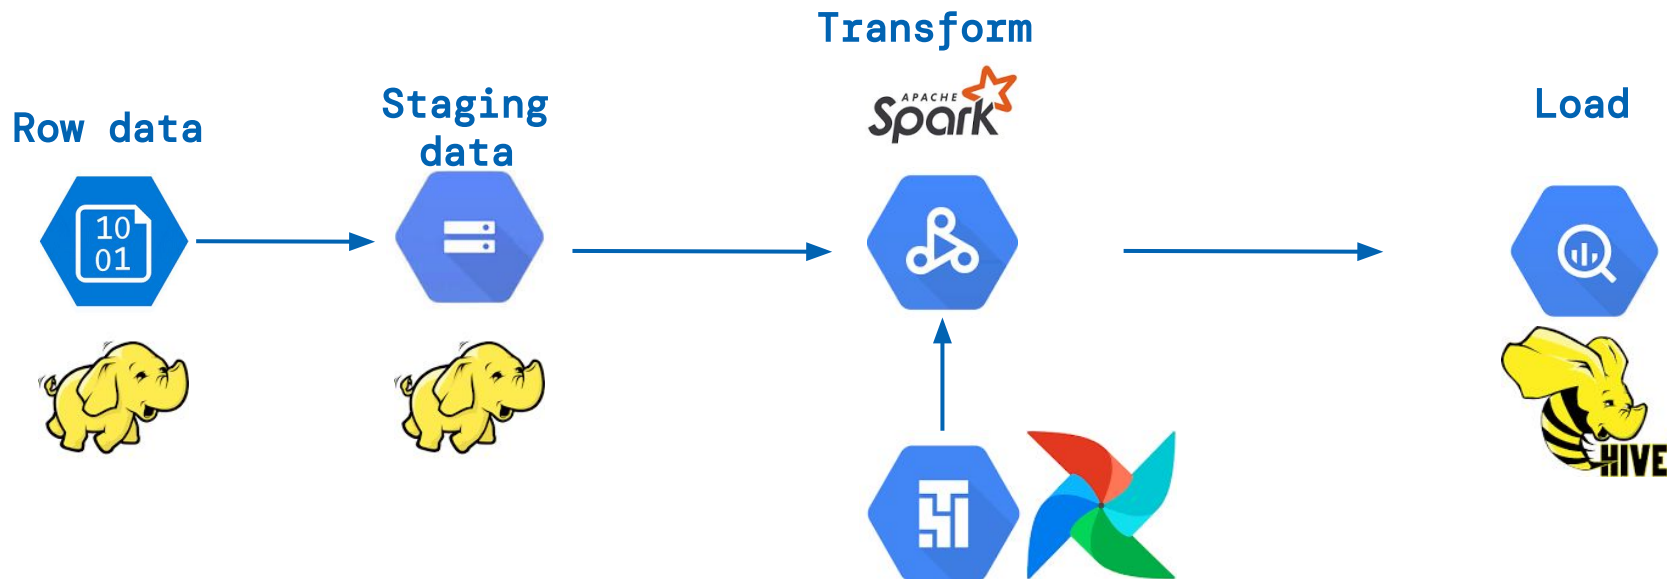 Transform
APACHE
Spark
Staging
data
Load
Row data
10
01
HIVE